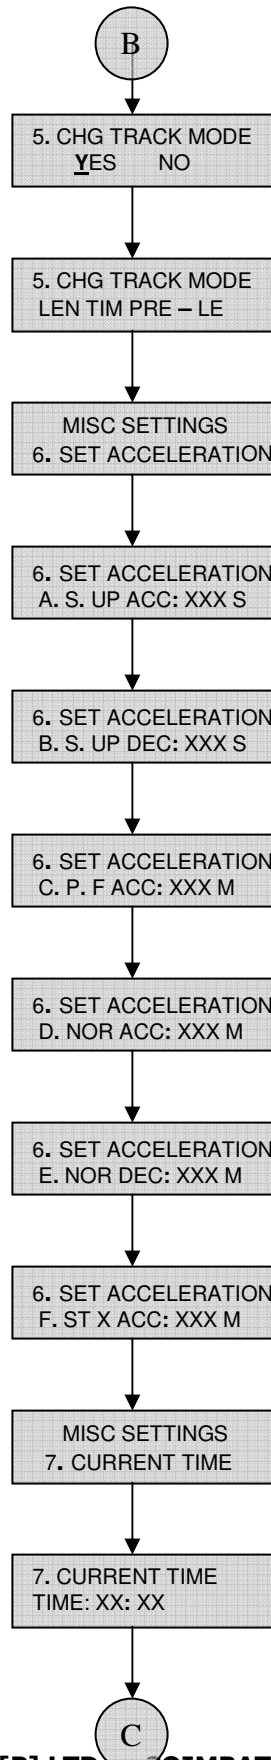 B
5. CHG TRACK MODE
YES NO
5. CHG TRACK MODE
LEN TIM PRE – LE
MISC SETTINGS
6. SET ACCELERATION
6. SET ACCELERATION
A. S. UP ACC: XXX S
6. SET ACCELERATION
B. S. UP DEC: XXX S
6. SET ACCELERATION
C. P. F ACC: XXX M
6. SET ACCELERATION
D. NOR ACC: XXX M
6. SET ACCELERATION
E. NOR DEC: XXX M
6. SET ACCELERATION
F. ST X ACC: XXX M
MISC SETTINGS
7. CURRENT TIME
7. CURRENT TIME
TIME: XX: XX
C